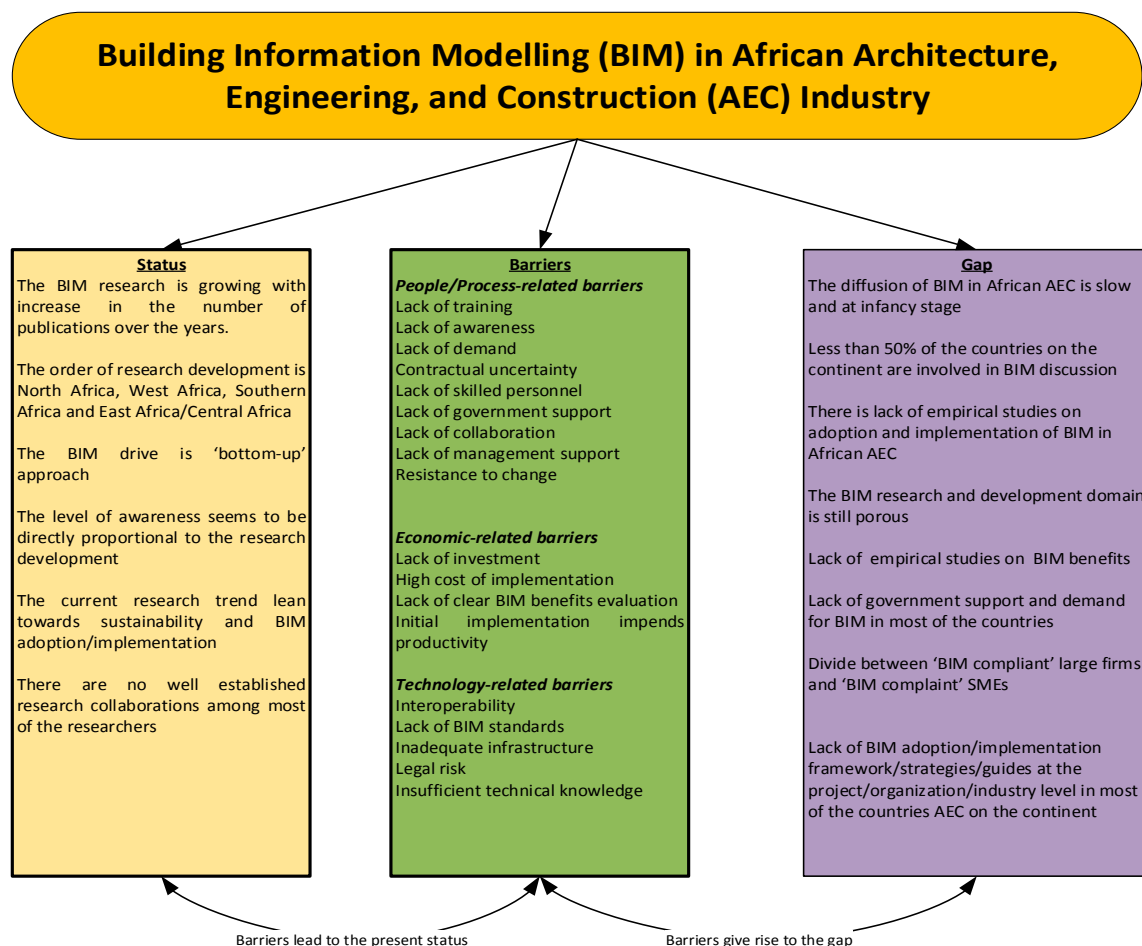 Building Information Modelling (BIM) in African Architecture,
Engineering, and Construction (AEC) Industry
Status
The BIM research is growing with
increase in the number of
publications over the years.
The order of research development is
North Africa, West Africa, Southern
Africa and East Africa/Central Africa
The BIM drive is ‘bottom-up’
approach
The level of awareness seems to be
directly proportional to the research
development
The current research trend lean
towards sustainability and BIM
adoption/implementation
There are no well established
research collaborations among most
of the researchers
Barriers
People/Process-related barriers
Lack of training
Lack of awareness
Lack of demand
Contractual uncertainty
Lack of skilled personnel
Lack of government support
Lack of collaboration
Lack of management support
Resistance to change
Economic-related barriers
Lack of investment
High cost of implementation
Lack of clear BIM benefits evaluation
Initial implementation impends
productivity
Technology-related barriers
Interoperability
Lack of BIM standards
Inadequate infrastructure
Legal risk
Insufficient technical knowledge
Gap
The diffusion of BIM in African AEC is slow
and at infancy stage
Less than 50% of the countries on the
continent are involved in BIM discussion
There is lack of empirical studies on
adoption and implementation of BIM in
African AEC
The BIM research and development domain
is still porous
Lack of empirical studies on BIM benefits
Lack of government support and demand
for BIM in most of the countries
Divide between ‘BIM compliant’ large firms
and ‘BIM complaint’ SMEs
Lack of BIM adoption/implementation
framework/strategies/guides at the
project/organization/industry level in most
of the countries AEC on the continent
Barriers lead to the present status
Barriers give rise to the gap